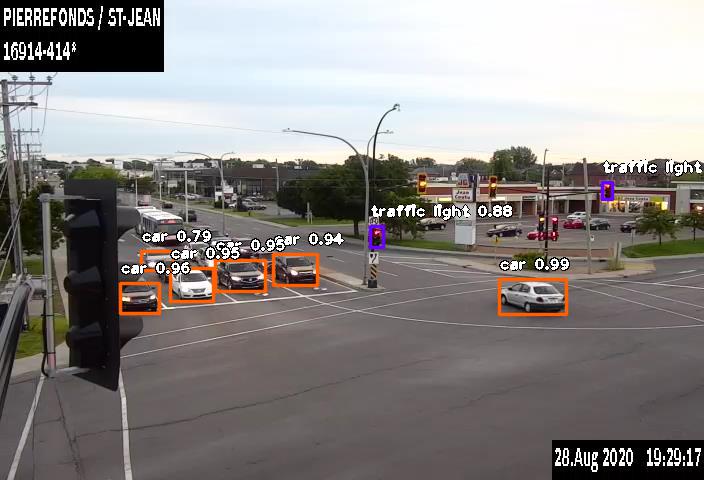 PIERREFONDS / ST-JEAN
16914-414*
traffic light
traffic light 0.88
car 0.79
car 0.94
car 0.95
car 0.95
car 0.96
car 0.99
28.Aug 2020 19:29:17